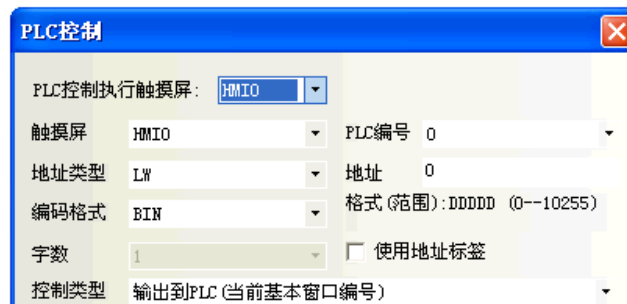 PLC控制
PLC控制执行触摸屏: HMI0
触摸屏 HMI0 PLC编号 0
地址类型 LW 地址 0
编码格式 BIN 格式(范围):DDDDD (0--10255)
字数 1 使用地址标签
控制类型 输出到PLC(当前基本窗口编号)